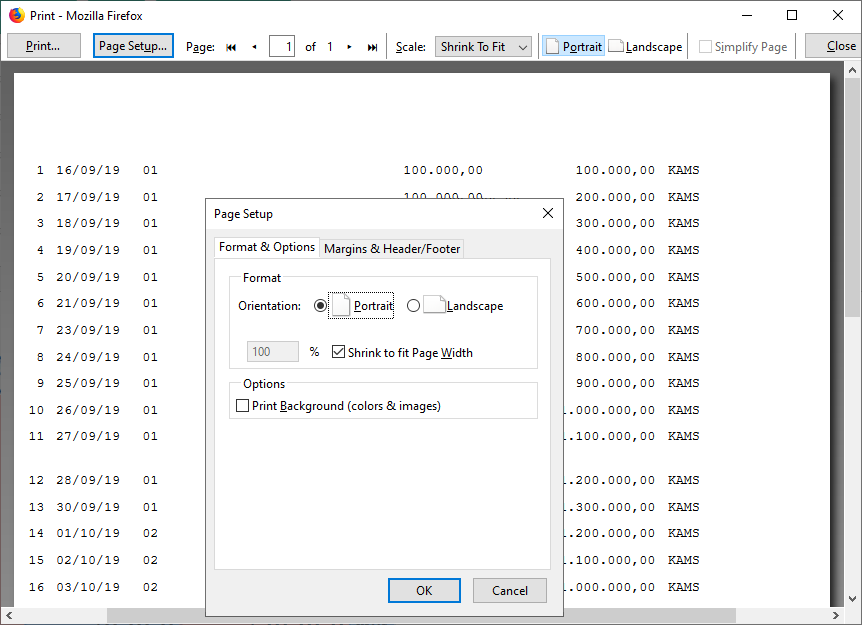 Print - Mozilla Firefox
Print... Page Setup... Page: 1 of 1 Scale: Shrink To Fit Portrait Landscape Simplify Page Close
1 16/09/19 01 100.000,00 100.000,00 KAMS
2 17/09/19 01 100.000,00 200.000,00 KAMS
3 18/09/19 01 300.000,00 KAMS
4 19/09/19 01 400.000,00 KAMS
5 20/09/19 01 500.000,00 KAMS
6 21/09/19 01 600.000,00 KAMS
7 23/09/19 01 700.000,00 KAMS
8 24/09/19 01 800.000,00 KAMS
9 25/09/19 01 900.000,00 KAMS
10 26/09/19 01 .000.000,00 KAMS
11 27/09/19 01 .100.000,00 KAMS
12 28/09/19 01 .200.000,00 KAMS
13 30/09/19 01 .300.000,00 KAMS
14 01/10/19 02 .200.000,00 KAMS
15 02/10/19 02 .100.000,00 KAMS
16 03/10/19 02 .000.000,00 KAMS
Page Setup
Format & Options Margins & Header/Footer
Format
Orientation: Portrait Landscape
100 % Shrink to fit Page Width
Options
Print Background (colors & images)
OK Cancel